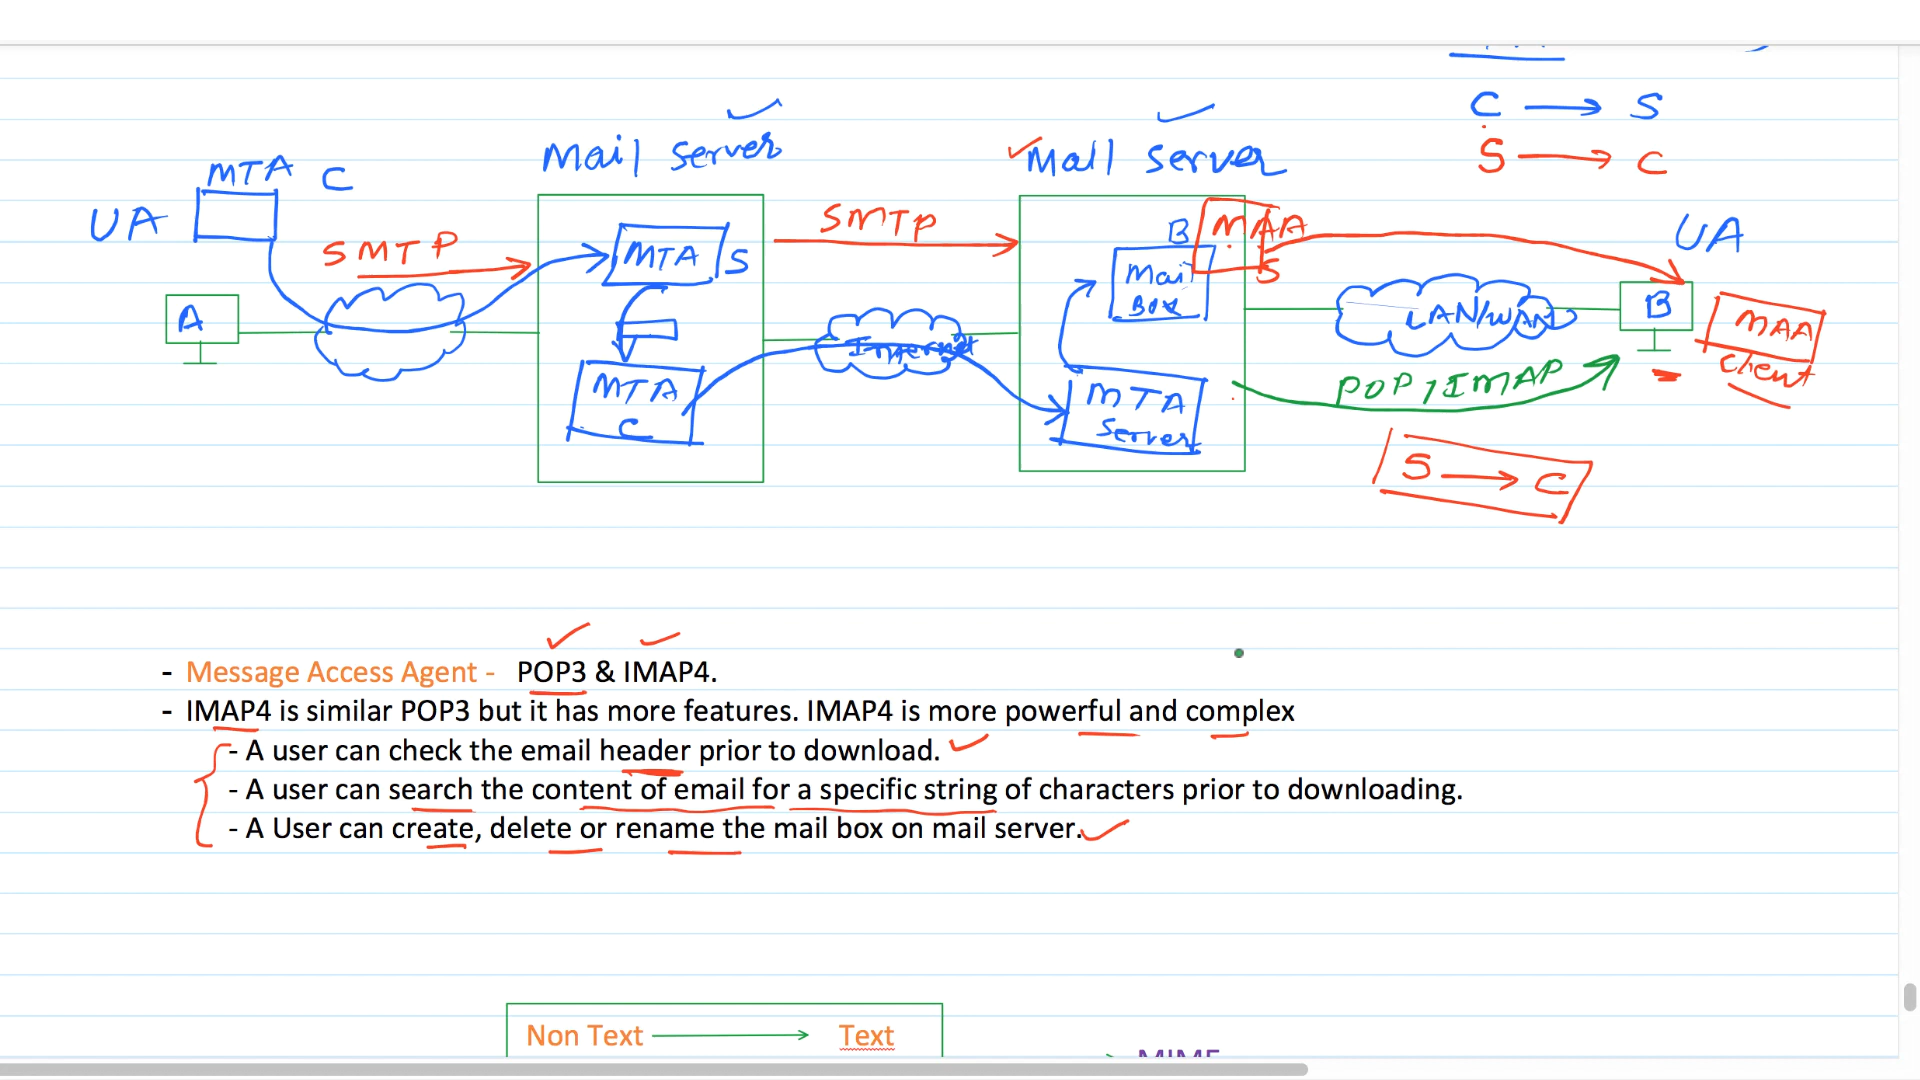 C → S
S → C
Mail Server
Mail Server
MTA C
UA
SMTP
SMTP
MTA S
B
MAA
S
UA
Mail
Box
A
B
MAA
Client
LAN/WAN
Internet
MTA
C
MTA
Server
POP/IMAP
S → C
- Message Access Agent - POP3 & IMAP4.
- IMAP4 is similar POP3 but it has more features. IMAP4 is more powerful and complex
- A user can check the email header prior to download.
- A user can search the content of email for a specific string of characters prior to downloading.
- A User can create, delete or rename the mail box on mail server.
Non Text → Text
MIME